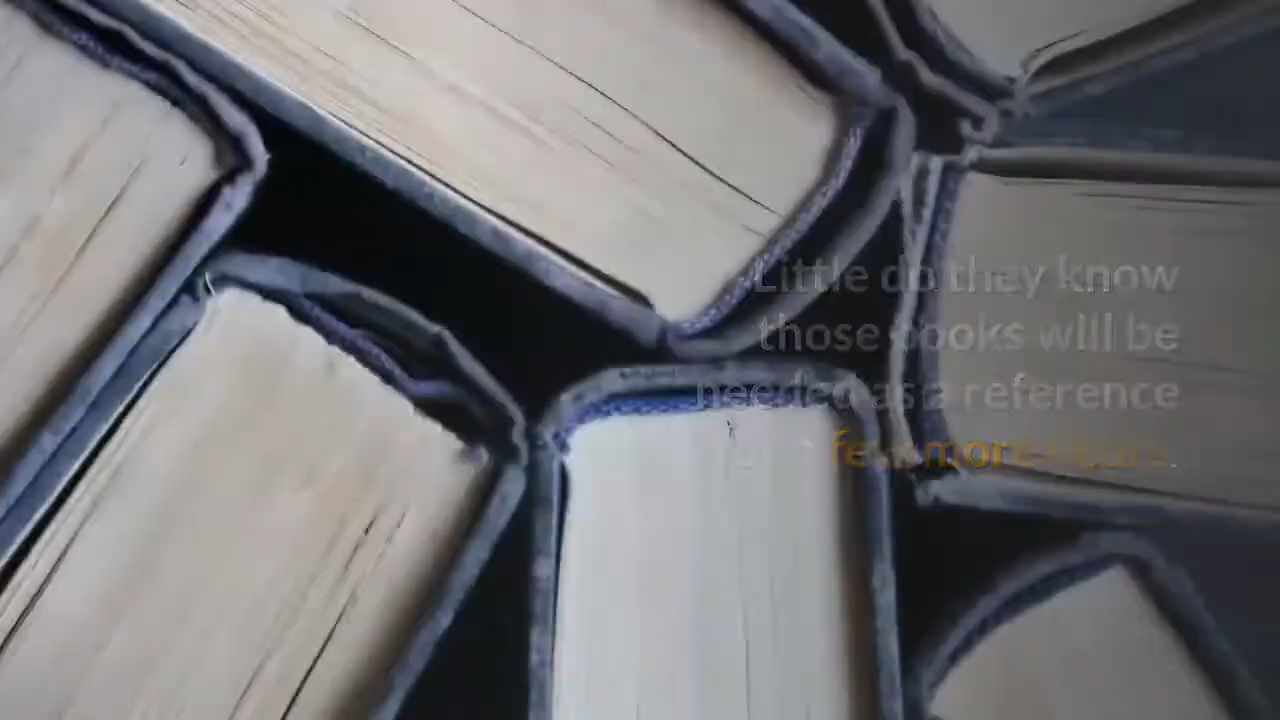 Little do they know
those books will be
needed as a reference
few more